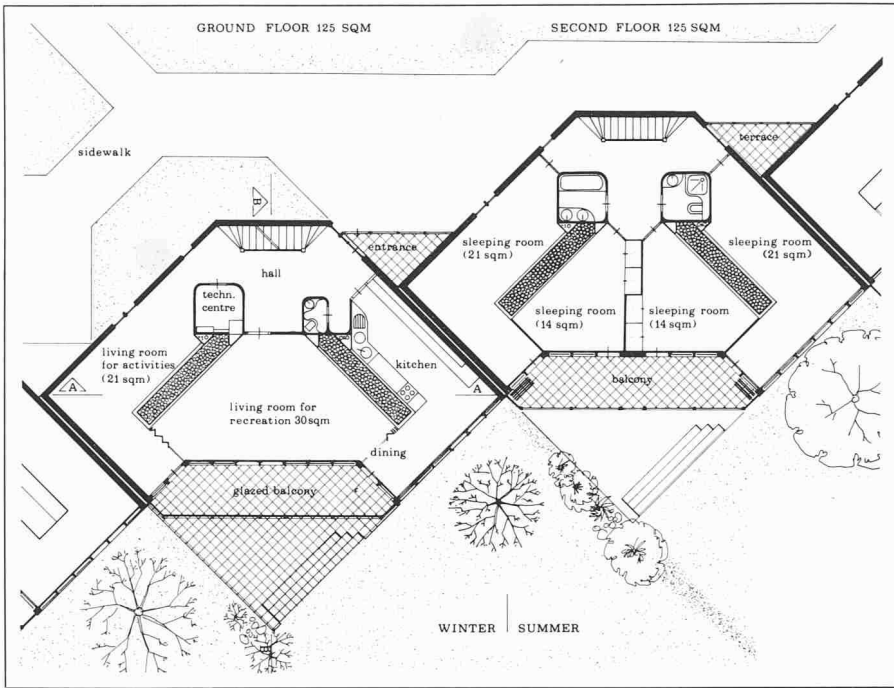 GROUND FLOOR 125 SQM
SECOND FLOOR 125 SQM
sidewalk
B
entrance
hall
techn.
centre
living room
for activities
(21 sqm)
A
kitchen
A
living room for
recreation 30sqm
dining
glazed balcony
B
terrace
sleeping room
(21 sqm)
sleeping room
(21 sqm)
sleeping room
(14 sqm)
sleeping room
(14 sqm)
balcony
WINTER
SUMMER